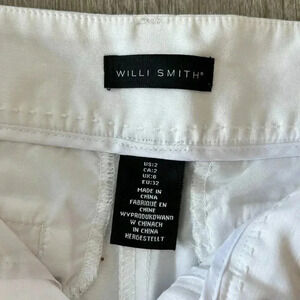 WILLI SMITH®
US:2
CA:2
UK:6
EU:32
MADE IN
CHINA
FABRIQUÉ EN
CHINE
WYPRODUKOWANO
W CHINACH
IN CHINA
HERGESTELLT